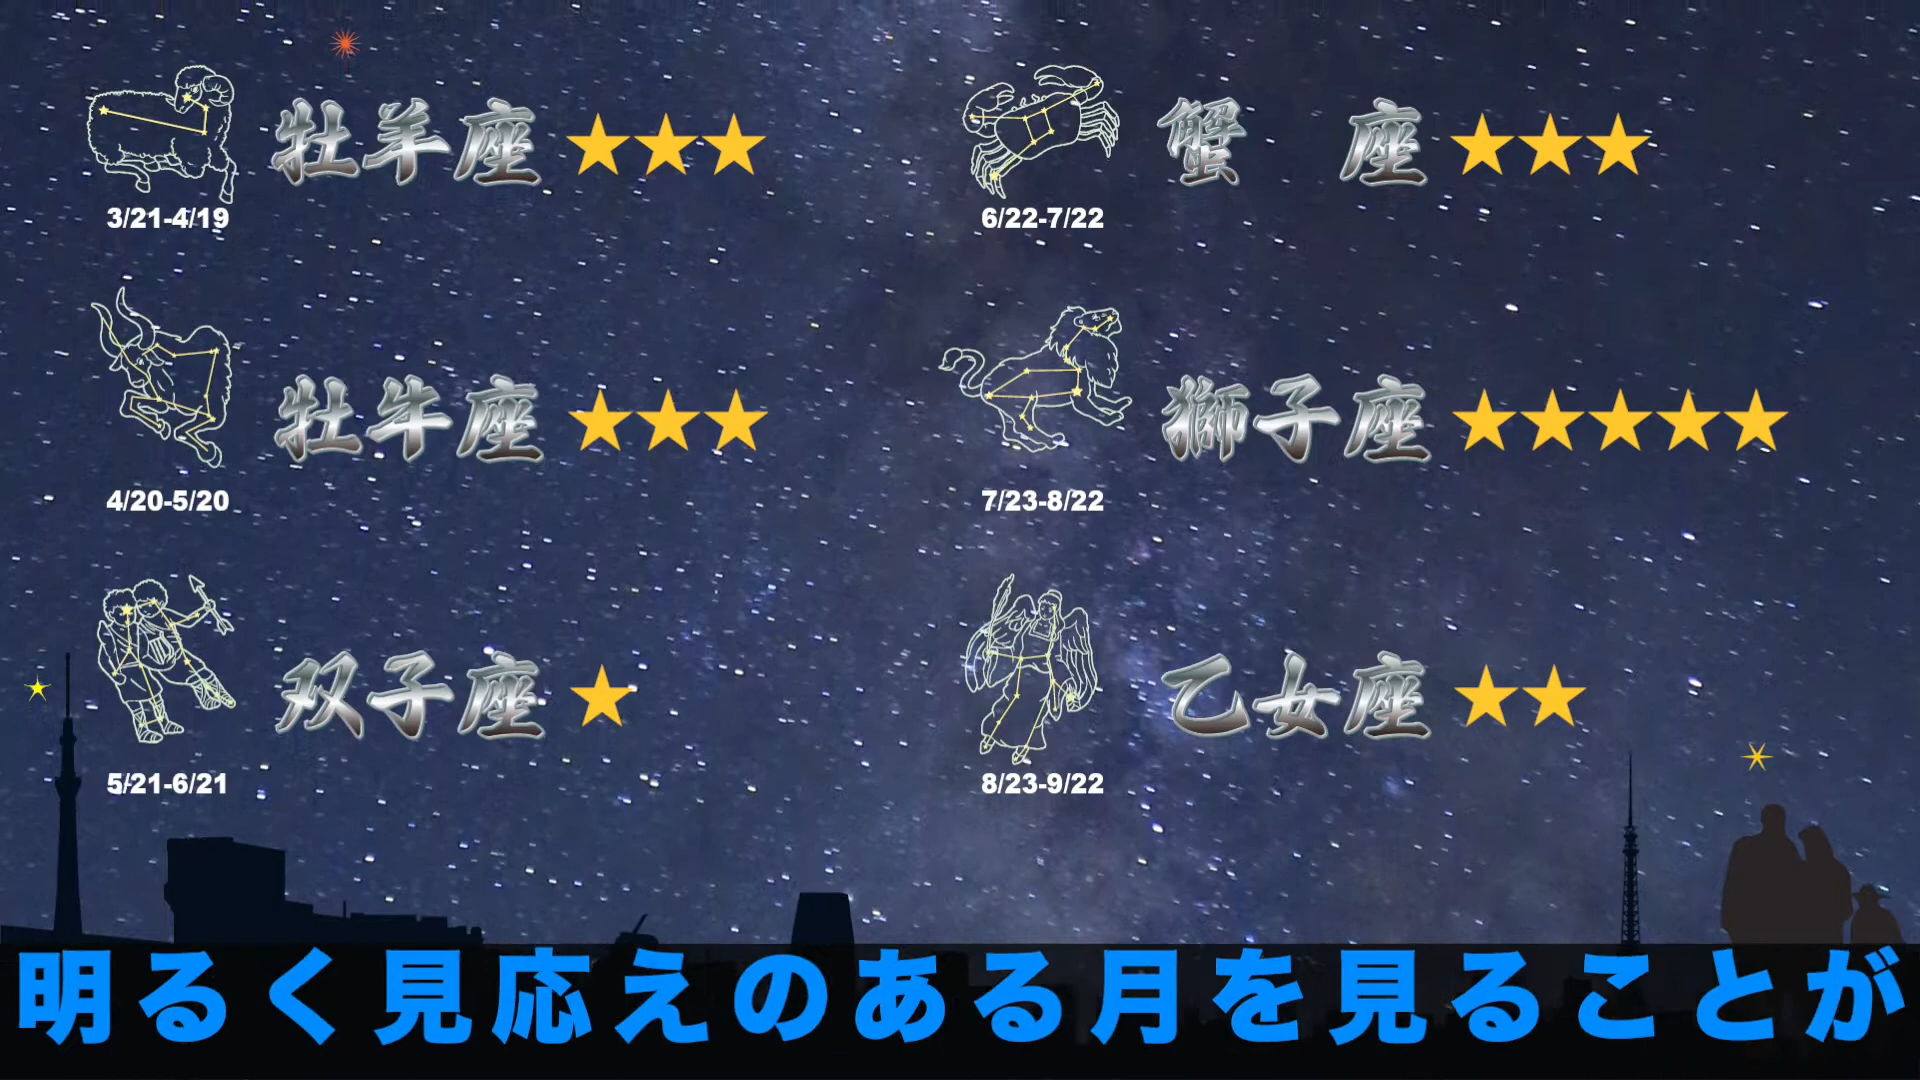 牡羊座 ★★★
3/21-4/19
牡牛座 ★★★
4/20-5/20
双子座 ★
5/21-6/21
蟹　座 ★★★
6/22-7/22
獅子座 ★★★★★
7/23-8/22
乙女座 ★★
8/23-9/22
明るく見応えのある月を見ることが